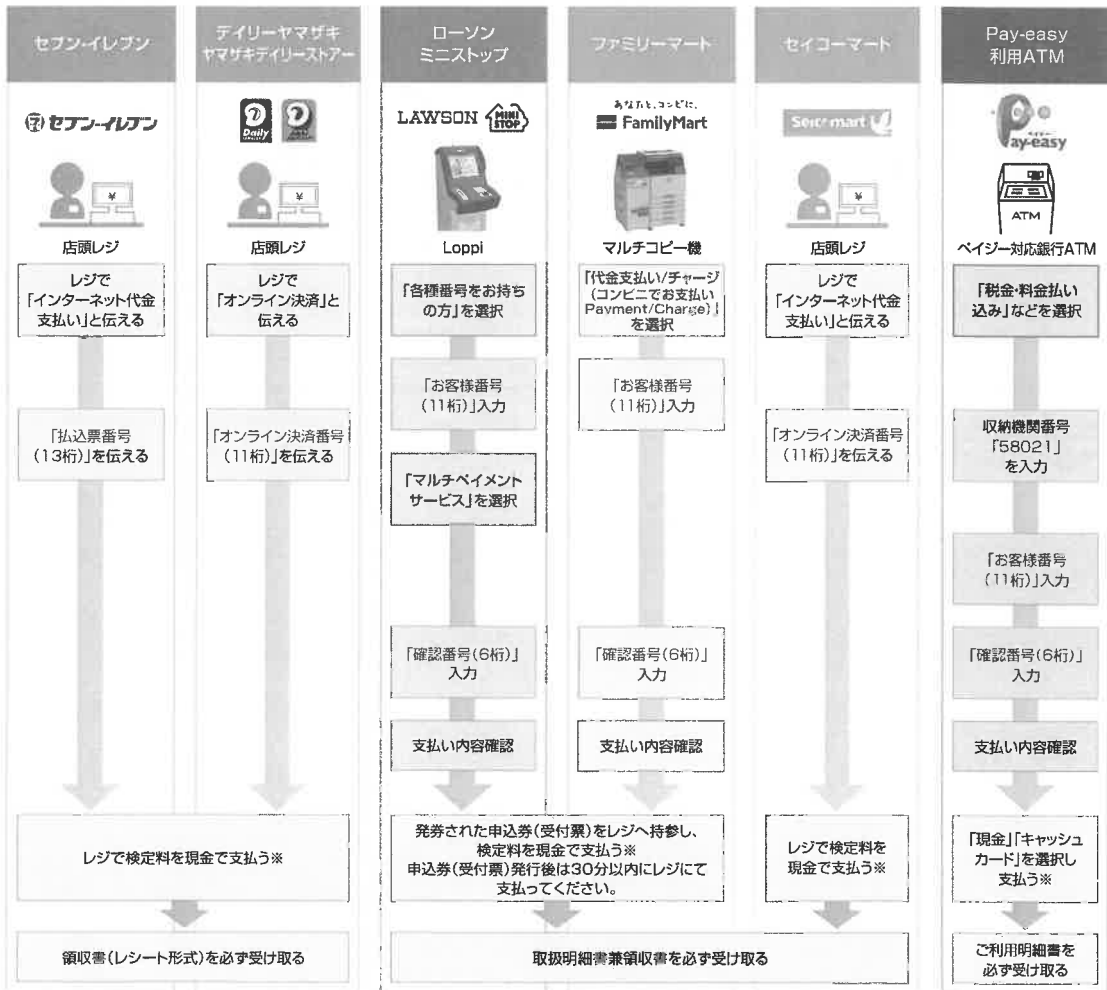 セブン-イレブン
デイリーヤマザキ
ヤマザキデイリーストアー
ローソン
ミニストップ
ファミリーマート
セイコーマート
Pay-easy
利用ATM
セブン-イレブン
Daily
LAWSON
MINI
STOP
あなたと、コンビに、
FamilyMart
Seicomart
ペイジー
Pay-easy
¥
¥
¥
ATM
店頭レジ
店頭レジ
Loppi
マルチコピー機
店頭レジ
ペイジー対応銀行ATM
レジで
「インターネット代金
支払い」と伝える
レジで
「オンライン決済」と
伝える
「各種番号をお持ち
の方」を選択
「代金支払い/チャージ
(コンビニでお支払い
Payment/Charge)」
を選択
レジで
「インターネット代金
支払い」と伝える
「税金・料金払い
込み」などを選択
「お客様番号
(11桁)」入力
「お客様番号
(11桁)」入力
「払込票番号
(13桁)」を伝える
「オンライン決済番号
(11桁)」を伝える
「オンライン決済番号
(11桁)」を伝える
収納機関番号
「58021」
を入力
「マルチペイメント
サービス」を選択
「お客様番号
(11桁)」入力
「確認番号(6桁)」
入力
「確認番号(6桁)」
入力
「確認番号(6桁)」
入力
支払い内容確認
支払い内容確認
支払い内容確認
レジで検定料を現金で支払う※
発券された申込券(受付票)をレジへ持参し、
検定料を現金で支払う※
申込券(受付票)発行後は30分以内にレジにて
支払ってください。
レジで検定料を
現金で支払う※
「現金」「キャッシュ
カード」を選択し
支払う※
領収書(レシート形式)を必ず受け取る
取扱明細書兼領収書を必ず受け取る
ご利用明細書を
必ず受け取る